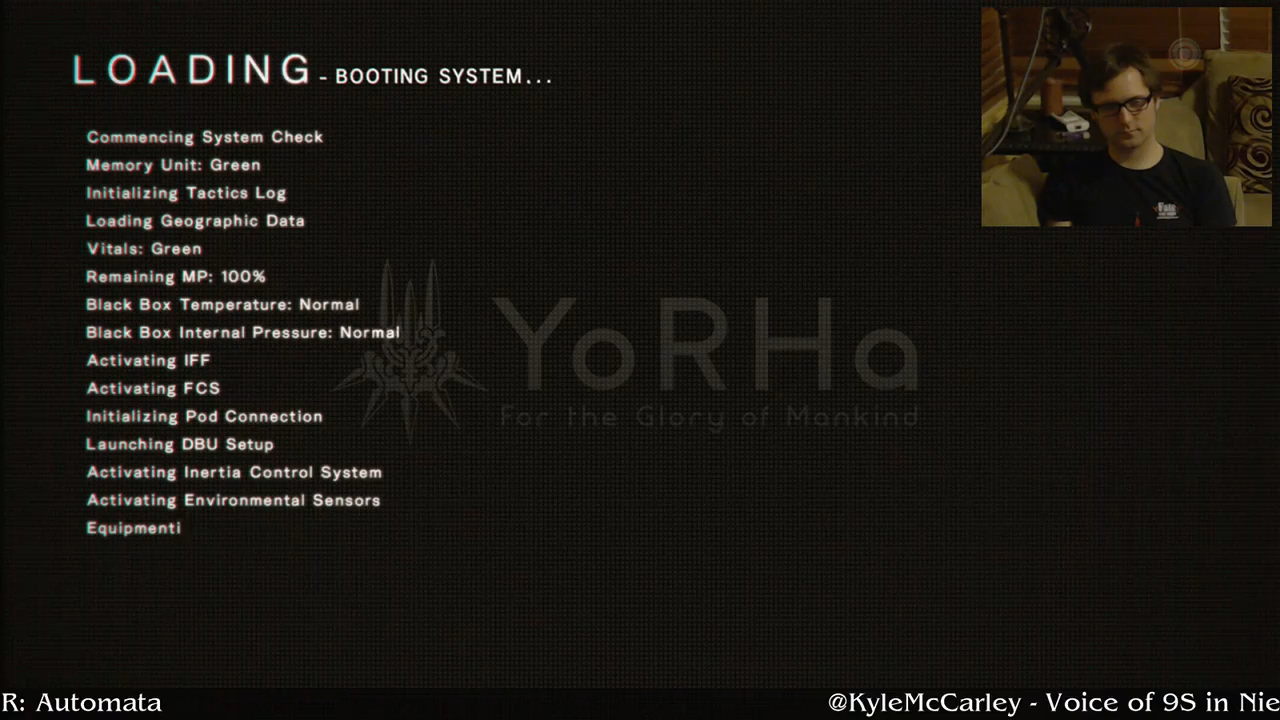 LOADING - BOOTING SYSTEM...
Commencing System Check
Memory Unit: Green
Initializing Tactics Log
Loading Geographic Data
Vitals: Green
Remaining MP: 100%
Black Box Temperature: Normal
Black Box Internal Pressure: Normal
Activating IFF
Activating FCS
Initializing Pod Connection
Launching DBU Setup
Activating Inertia Control System
Activating Environmental Sensors
Equipmenti
YoRHa
For the Glory of Mankind
Fate
R: Automata @KyleMcCarley - Voice of 9S in Nie